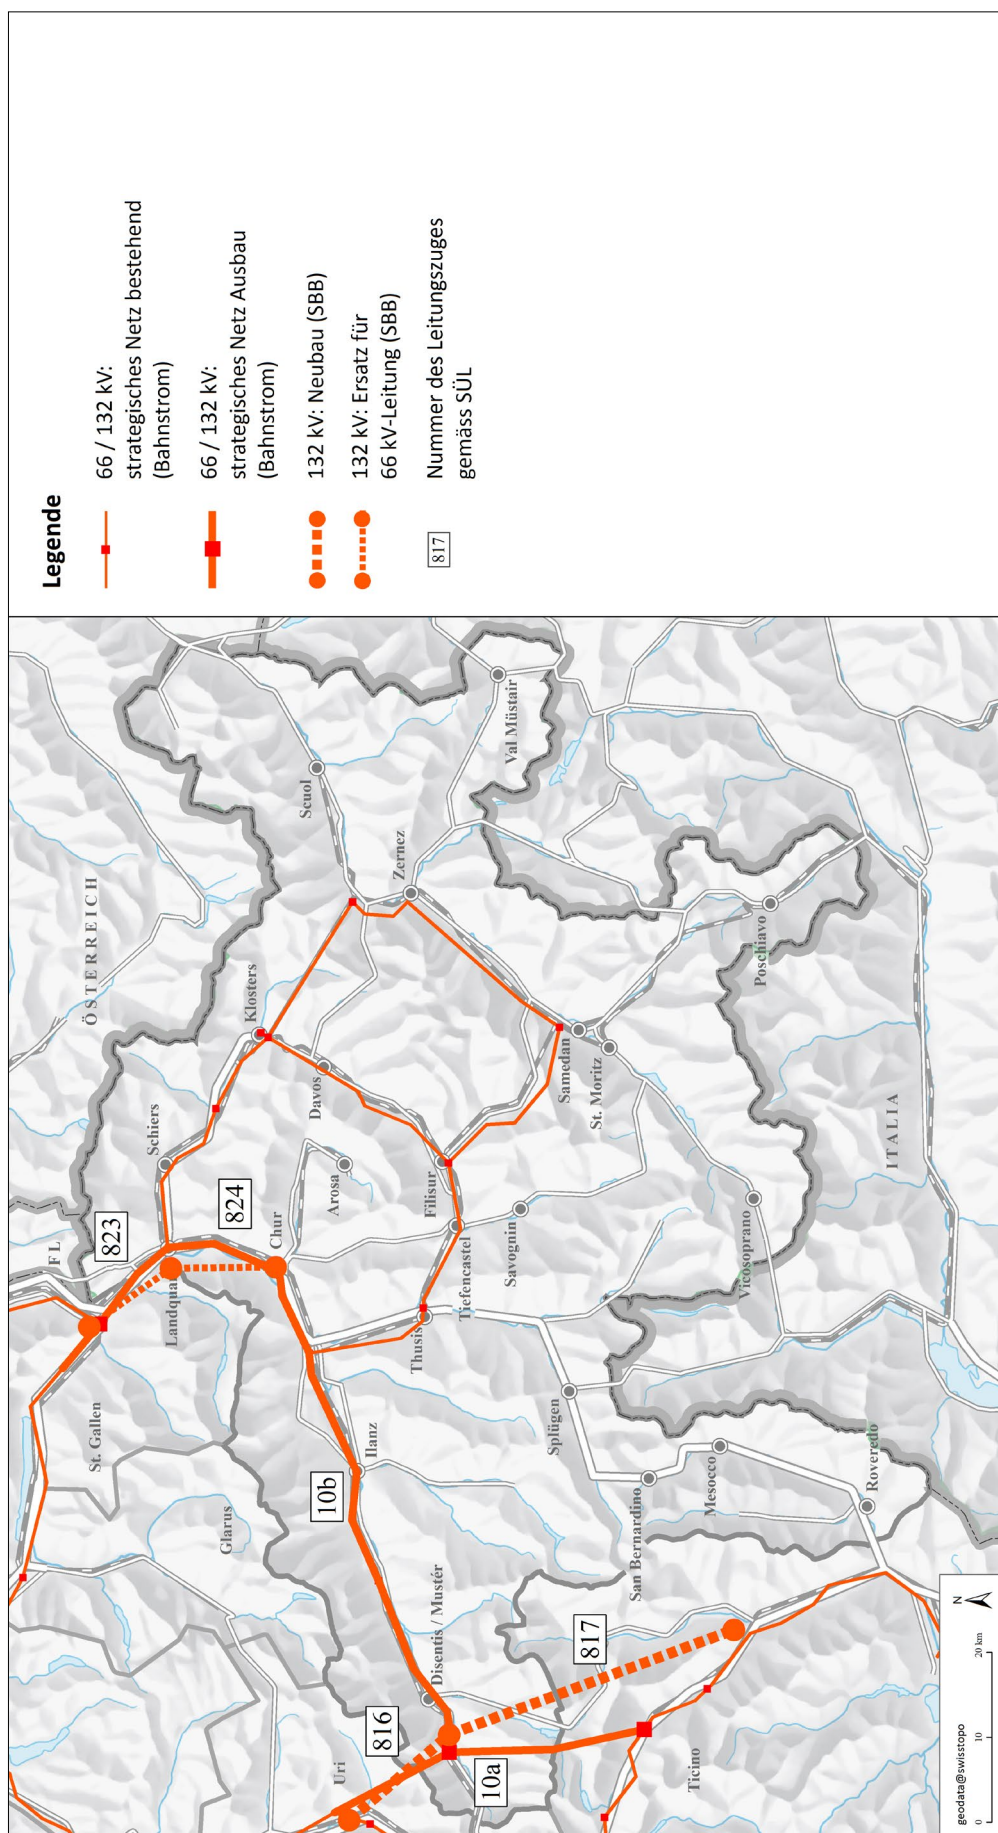 Legende
66 / 132 kV:
strategisches Netz bestehend
(Bahnstrom)
66 / 132 kV:
strategisches Netz Ausbau
(Bahnstrom)
132 kV: Neubau (SBB)
132 kV: Ersatz für
66 kV-Leitung (SBB)
817
Nummer des Leitungszuges
gemäss SÜL
ÖSTERREICH
FL
823
Schiers
824
Klosters
Landquart
Chur
St. Gallen
Glarus
Arosa
Davos
Scuol
Zernez
Val Müstair
Filisur
Tiefencastel
Thusis
Savognin
Samedan
St. Moritz
Poschiavo
Ilanz
10b
Disentis / Mustér
816
Uri
10a
817
Splügen
San Bernardino
Mesocco
Roveredo
Vicosoprano
ITALIA
Ticino
geodata@swisstopo
0
10
20 km
N